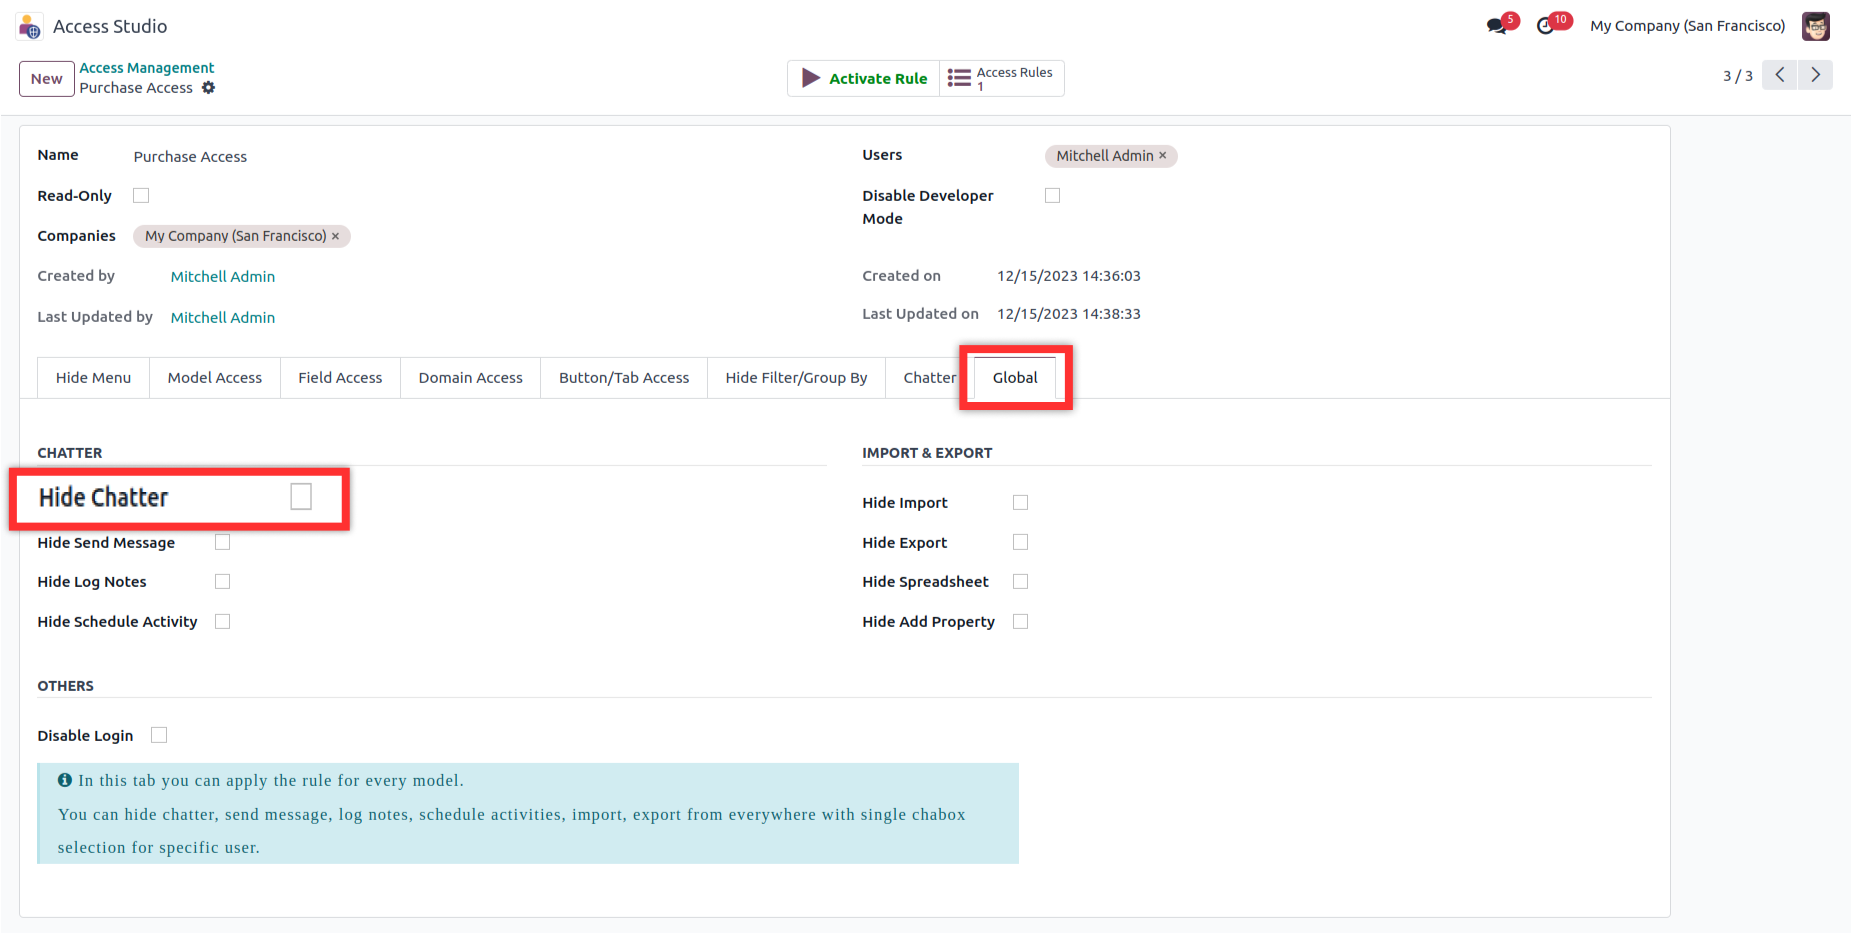 Access Studio
5
10
My Company (San Francisco)
New
Access Management
Purchase Access
Activate Rule
Access Rules
1
3 / 3
Name
Purchase Access
Users
Mitchell Admin ×
Read-Only
Disable Developer
Mode
Companies
My Company (San Francisco) ×
Created by
Mitchell Admin
Created on
12/15/2023 14:36:03
Last Updated by
Mitchell Admin
Last Updated on
12/15/2023 14:38:33
Hide Menu
Model Access
Field Access
Domain Access
Button/Tab Access
Hide Filter/Group By
Chatter
Global
CHATTER
Hide Chatter
Hide Send Message
Hide Log Notes
Hide Schedule Activity
IMPORT & EXPORT
Hide Import
Hide Export
Hide Spreadsheet
Hide Add Property
OTHERS
Disable Login
In this tab you can apply the rule for every model.
You can hide chatter, send message, log notes, schedule activities, import, export from everywhere with single chabox
selection for specific user.